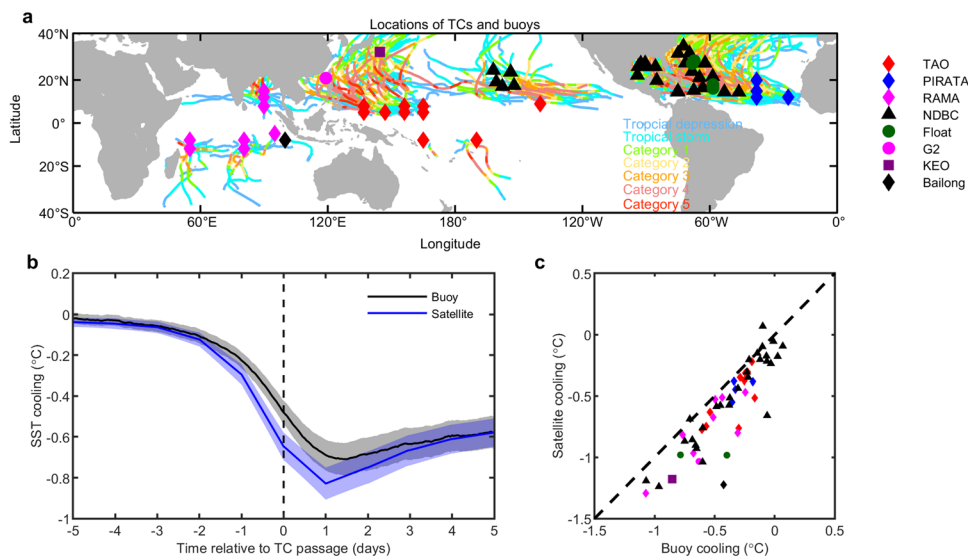 a
Locations of TCs and buoys
40°N
20°N
0°
20°S
40°S
Latitude
Tropcial depression
Tropical storm
Category 1
Category 2
Category 3
Category 4
Category 5
0°
60°E
120°E
180°
120°W
60°W
0°
Longitude
TAO
PIRATA
RAMA
NDBC
Float
G2
KEO
Bailong
b
0.2
0
-0.2
-0.4
-0.6
-0.8
-1
SST cooling (°C)
Buoy
Satellite
-5
-4
-3
-2
-1
0
1
2
3
4
5
Time relative to TC passage (days)
c
0.5
0
-0.5
-1
-1.5
Satellite cooling (°C)
-1.5
-1
-0.5
0
0.5
Buoy cooling (°C)